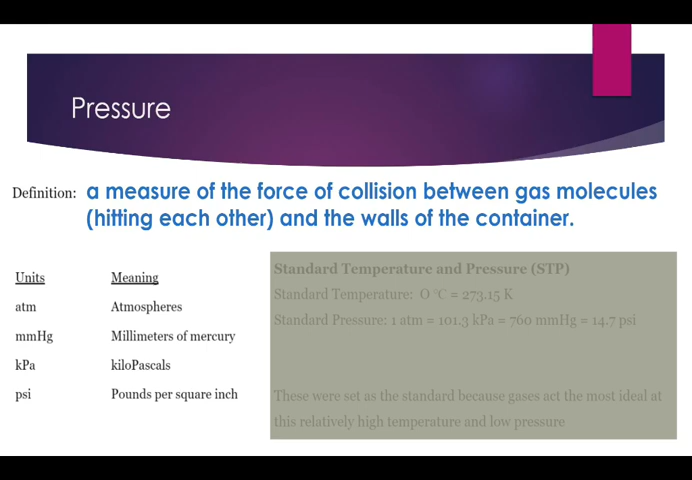 Pressure
Definition: a measure of the force of collision between gas molecules
(hitting each other) and the walls of the container.
Units Meaning
atm Atmospheres
mmHg Millimeters of mercury
kPa kiloPascals
psi Pounds per square inch
Standard Temperature and Pressure (STP)
Standard Temperature: O °C = 273.15 K
Standard Pressure: 1 atm = 101.3 kPa = 760 mmHg = 14.7 psi
These were set as the standard because gases act the most ideal at
this relatively high temperature and low pressure